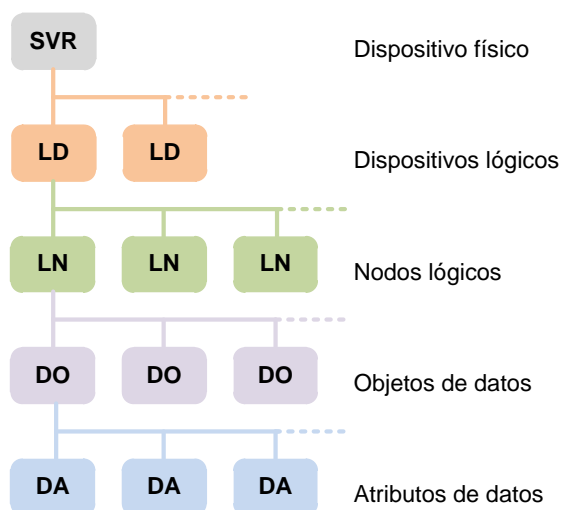 SVR Dispositivo físico
LD LD Dispositivos lógicos
LN LN LN Nodos lógicos
DO DO DO Objetos de datos
DA DA DA Atributos de datos